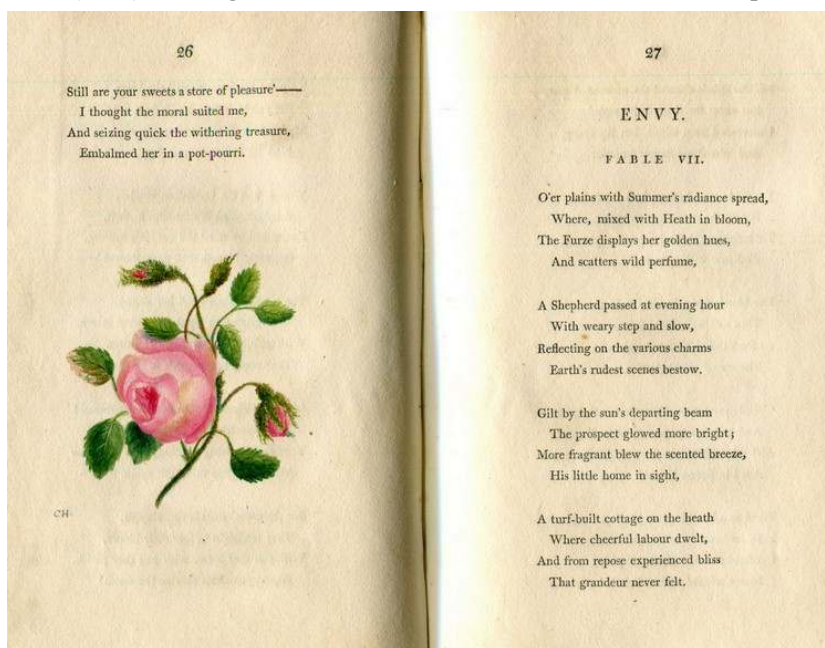 26
Still are your sweets a store of pleasure'——
I thought the moral suited me,
And seizing quick the withering treasure,
Embalmed her in a pot-pourri.
CH
27
ENVY.
FABLE VII.
O'er plains with Summer's radiance spread,
Where, mixed with Heath in bloom,
The Furze displays her golden hues,
And scatters wild perfume,
A Shepherd passed at evening hour
With weary step and slow,
Reflecting on the various charms
Earth's rudest scenes bestow.
Gilt by the sun's departing beam
The prospect glowed more bright;
More fragrant blew the scented breeze,
His little home in sight,
A turf-built cottage on the heath
Where cheerful labour dwelt,
And from repose experienced bliss
That grandeur never felt.